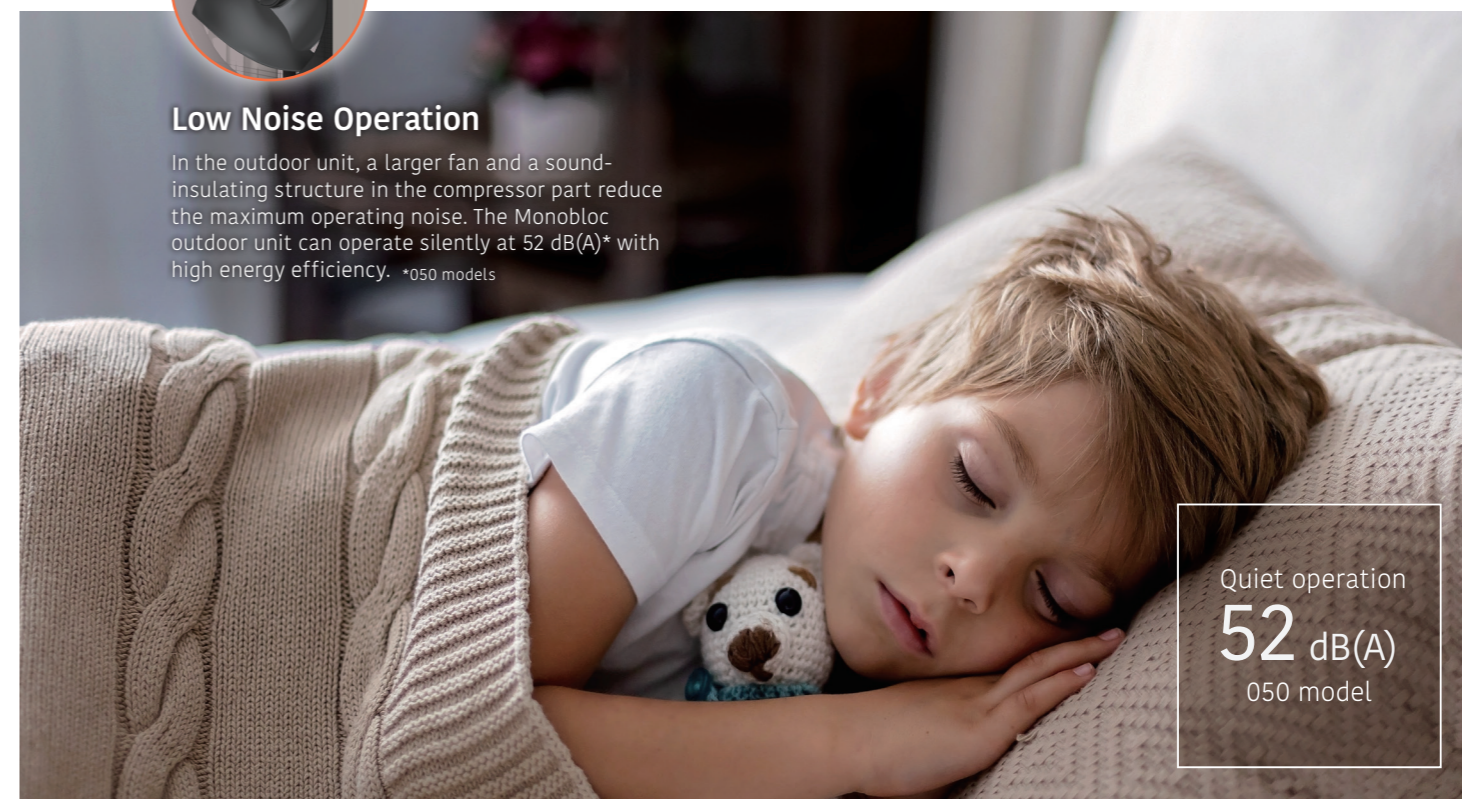 Low Noise Operation
In the outdoor unit, a larger fan and a sound-
insulating structure in the compressor part reduce
the maximum operating noise. The Monobloc
outdoor unit can operate silently at 52 dB(A)* with
high energy efficiency. *050 models
Quiet operation
52 dB(A)
050 model